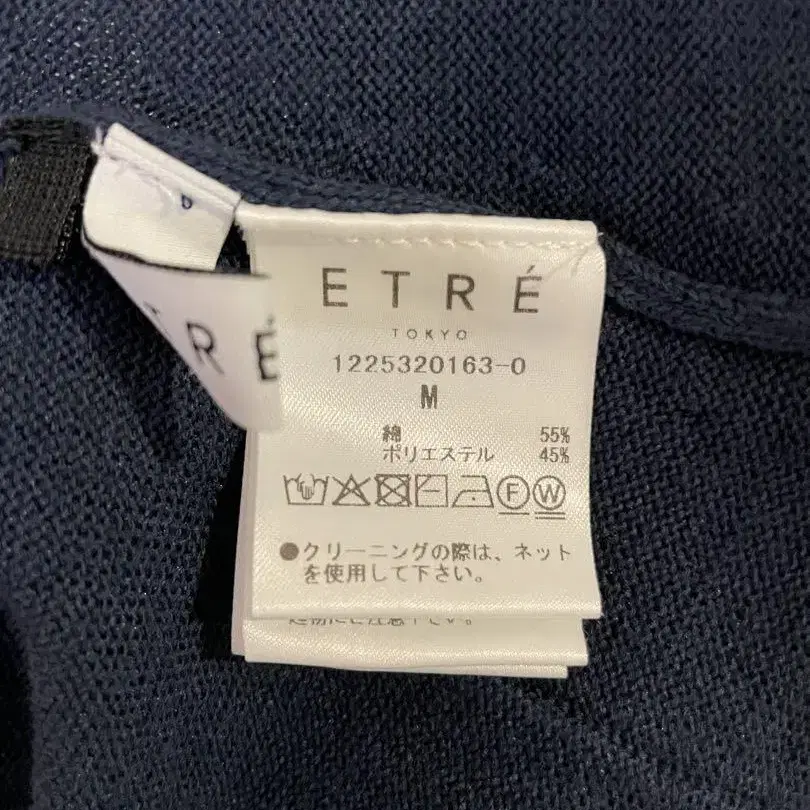 ETRÉ
TOKYO
1225320163-0
M
綿 55%
ポリエステル 45%
F W
●クリーニングの際は、ネット
を使用して下さい。
TRÉ